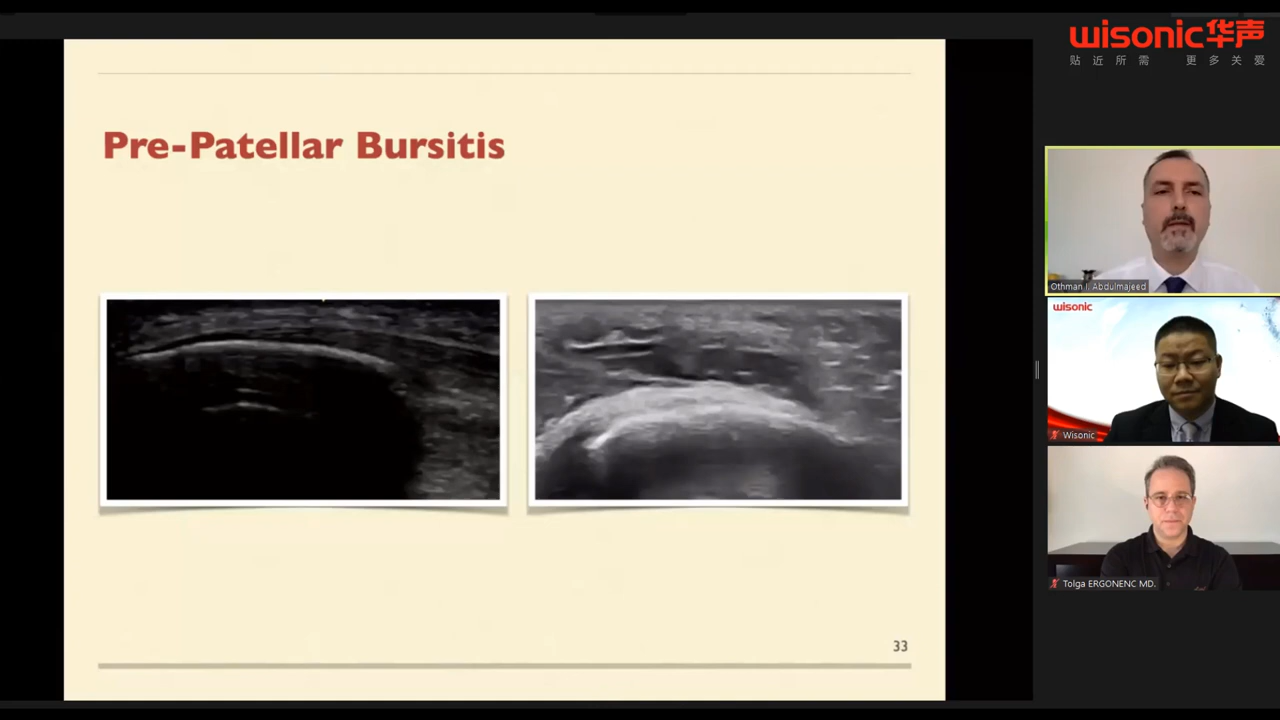 Pre-Patellar Bursitis
33
wisonic华声
贴近所需 更多关爱
Othman I. Abdulmajeed
wisonic
Wisonic
Tolga ERGONENC MD.